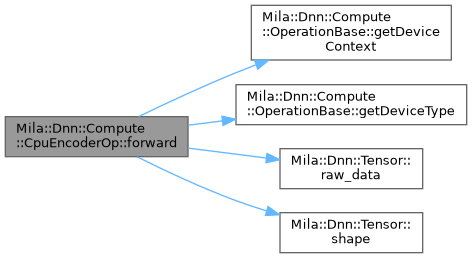 Mila::Dnn::Compute
::CpuEncoderOp::forward
Mila::Dnn::Compute
::OperationBase::getDevice
Context
Mila::Dnn::Compute
::OperationBase::getDeviceType
Mila::Dnn::Tensor::
raw_data
Mila::Dnn::Tensor::
shape